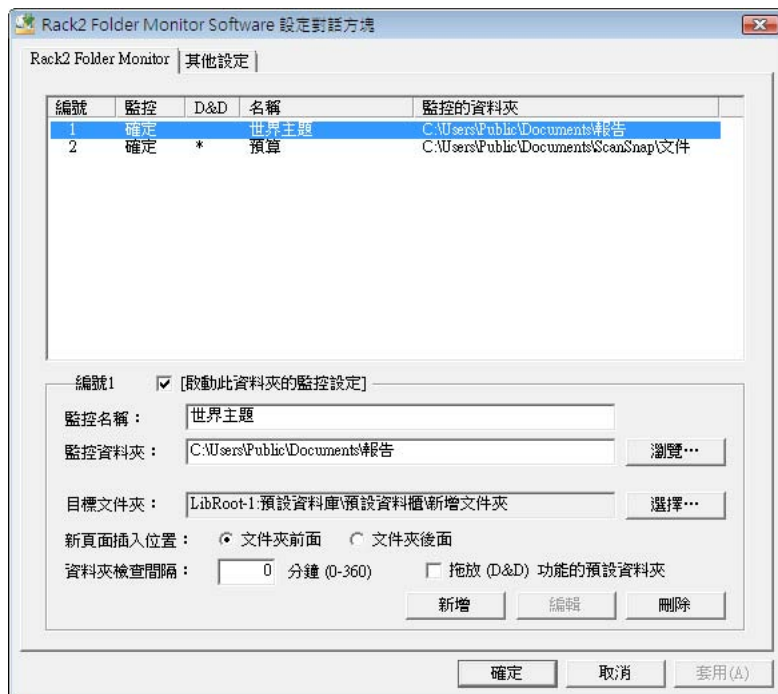 Rack2 Folder Monitor Software 設定對話方塊
Rack2 Folder Monitor 其他設定
編號 監控 D&D 名稱 監控的資料夾
1 確定 世界主題 C:\Users\Public\Documents\報告
2 確定 * 預算 C:\Users\Public\Documents\ScanSnap\文件
編號1 [啟動此資料夾的監控設定]
監控名稱： 世界主題
監控資料夾： C:\Users\Public\Documents\報告 瀏覽…
目標文件夾： LibRoot-1:預設資料庫\預設資料櫃\新增文件夾 選擇…
新頁面插入位置： 文件夾前面 文件夾後面
資料夾檢查間隔： 0 分鐘 (0-360) 拖放 (D&D) 功能的預設資料夾
新增 編輯 刪除
確定 取消 套用(A)